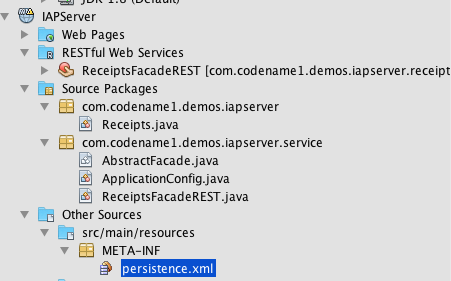 JDK 1.8 (Default)
IAPServer
Web Pages
RESTful Web Services
ReceiptsFacadeREST [com.codename1.demos.iapserver.receipt
Source Packages
com.codename1.demos.iapserver
Receipts.java
com.codename1.demos.iapserver.service
AbstractFacade.java
ApplicationConfig.java
ReceiptsFacadeREST.java
Other Sources
src/main/resources
META-INF
persistence.xml